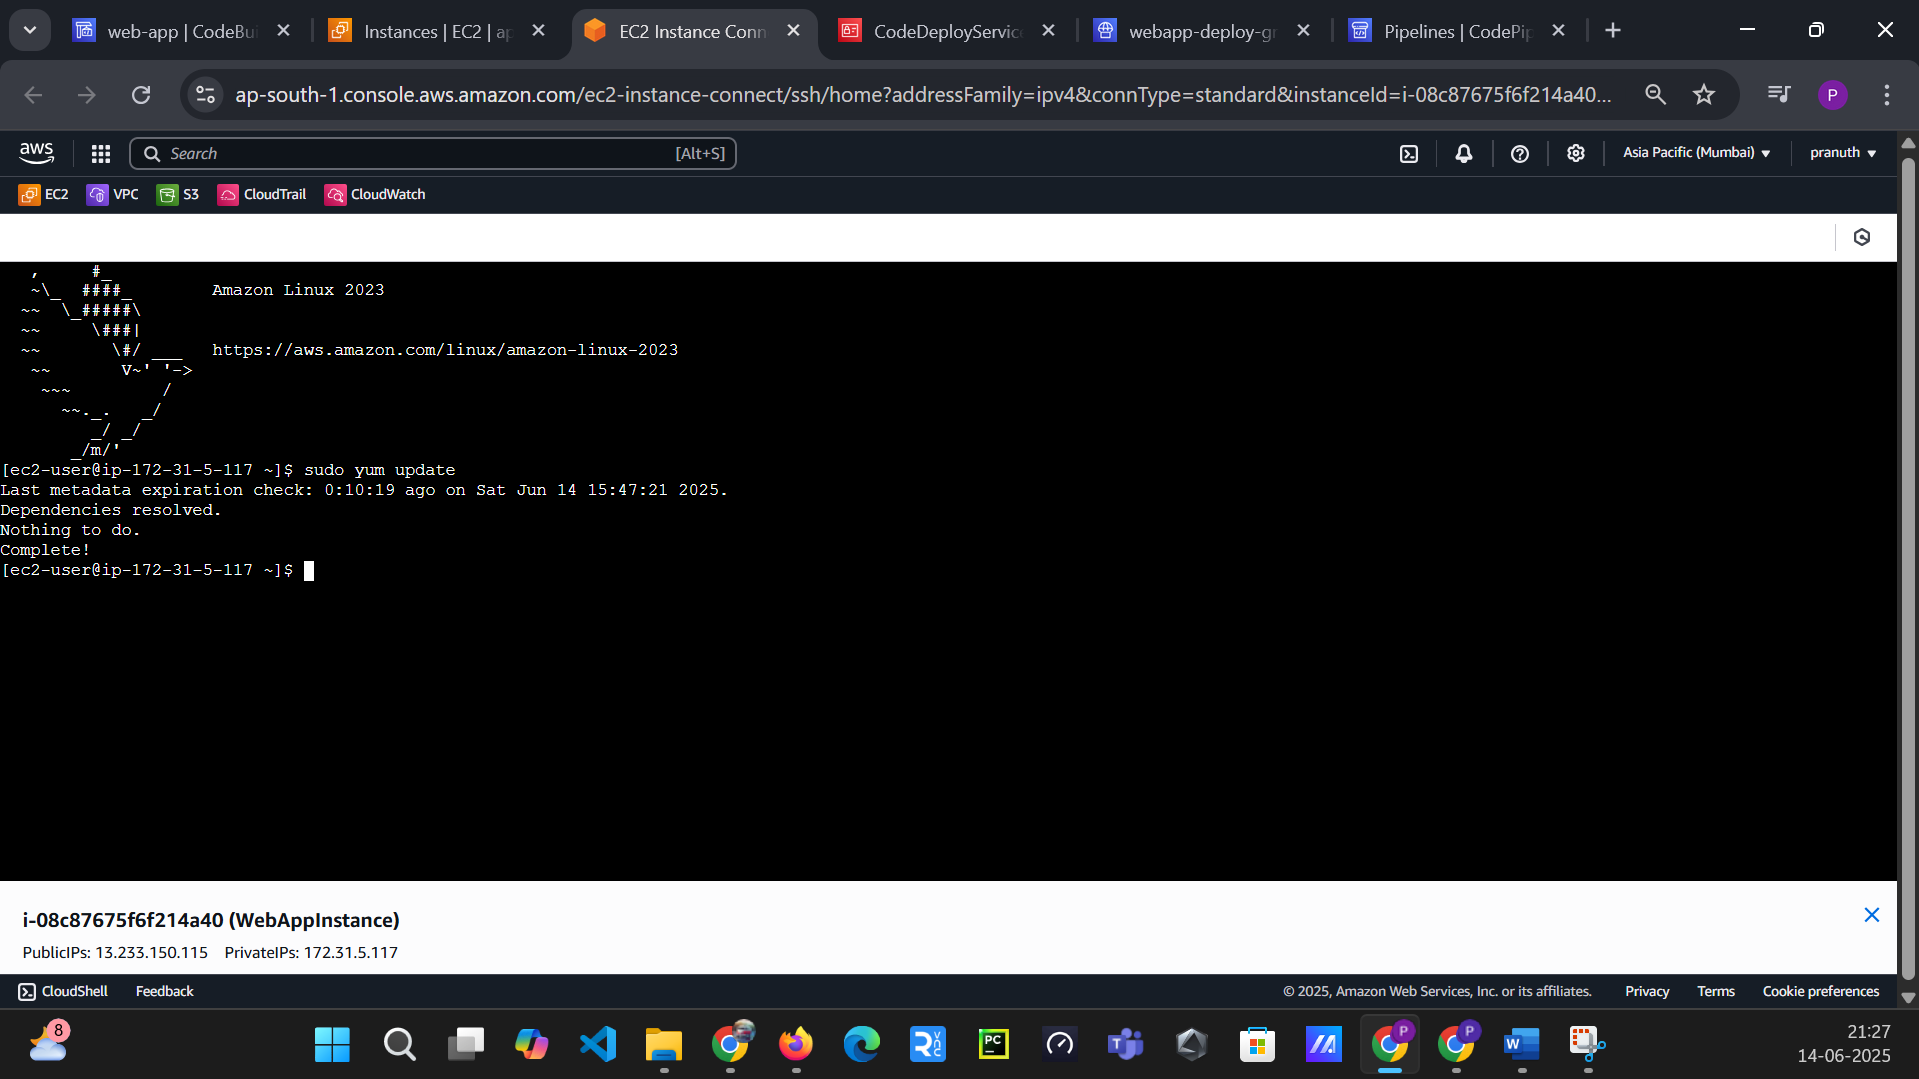 web-app | CodeBui
Instances | EC2 | ap
EC2 Instance Conn
CodeDeployService
webapp-deploy-gr
Pipelines | CodePip
ap-south-1.console.aws.amazon.com/ec2-instance-connect/ssh/home?addressFamily=ipv4&connType=standard&instanceId=i-08c87675f6f214a40...
P
aws
Search
[Alt+S]
Asia Pacific (Mumbai)
pranuth
EC2
VPC
S3
CloudTrail
CloudWatch
   ,     #_
   ~\_  ####_        Amazon Linux 2023
  ~~  \_#####\
  ~~     \###|
  ~~       \#/ ___   https://aws.amazon.com/linux/amazon-linux-2023
   ~~       V~' '->
    ~~~         /
      ~~._.   _/
         _/ _/
       _/m/'
[ec2-user@ip-172-31-5-117 ~]$ sudo yum update
Last metadata expiration check: 0:10:19 ago on Sat Jun 14 15:47:21 2025.
Dependencies resolved.
Nothing to do.
Complete!
[ec2-user@ip-172-31-5-117 ~]$
i-08c87675f6f214a40 (WebAppInstance)
PublicIPs: 13.233.150.115 PrivateIPs: 172.31.5.117
CloudShell
Feedback
© 2025, Amazon Web Services, Inc. or its affiliates.
Privacy
Terms
Cookie preferences
8
VNC
PC
T
P
P
W
21:27
14-06-2025